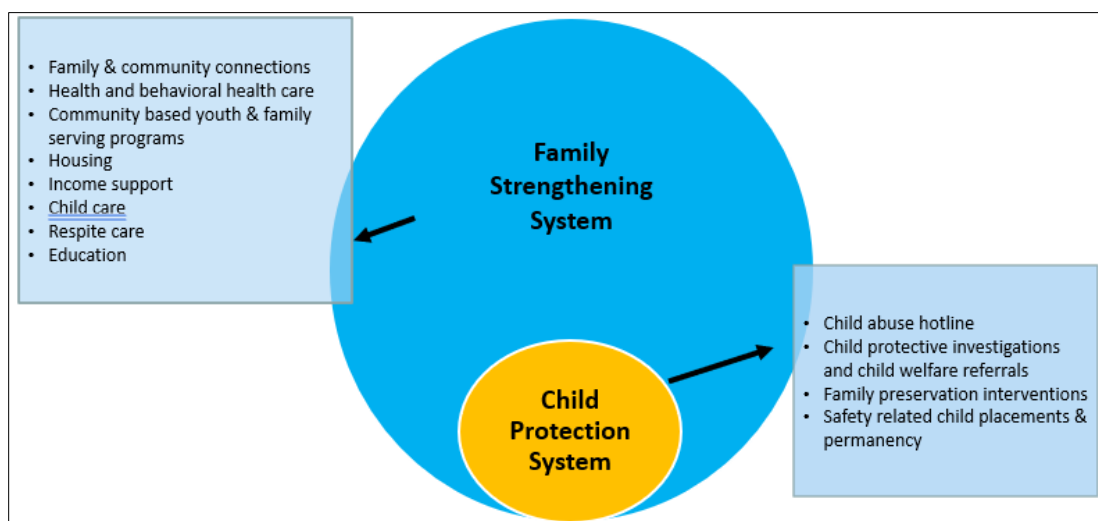 • Family & community connections
• Health and behavioral health care
• Community based youth & family
serving programs
• Housing
• Income support
• Child care
• Respite care
• Education
Family
Strengthening
System
• Child abuse hotline
• Child protective investigations
and child welfare referrals
• Family preservation interventions
• Safety related child placements &
permanency
Child
Protection
System